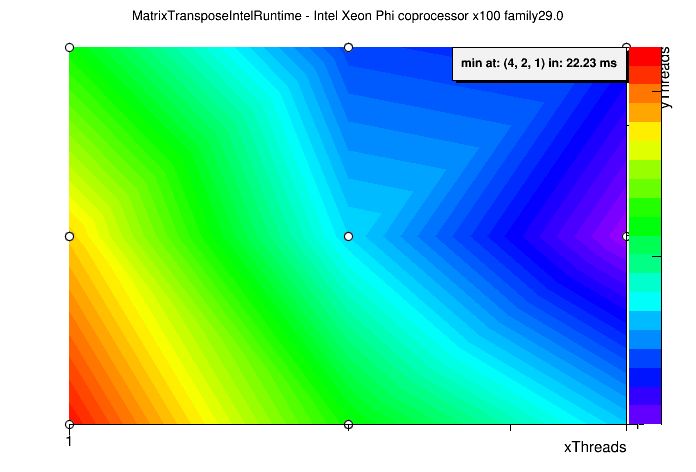 MatrixTransposeIntelRuntime - Intel Xeon Phi coprocessor x100 family29.0
min at: (4, 2, 1) in: 22.23 ms
yThreads
1
xThreads